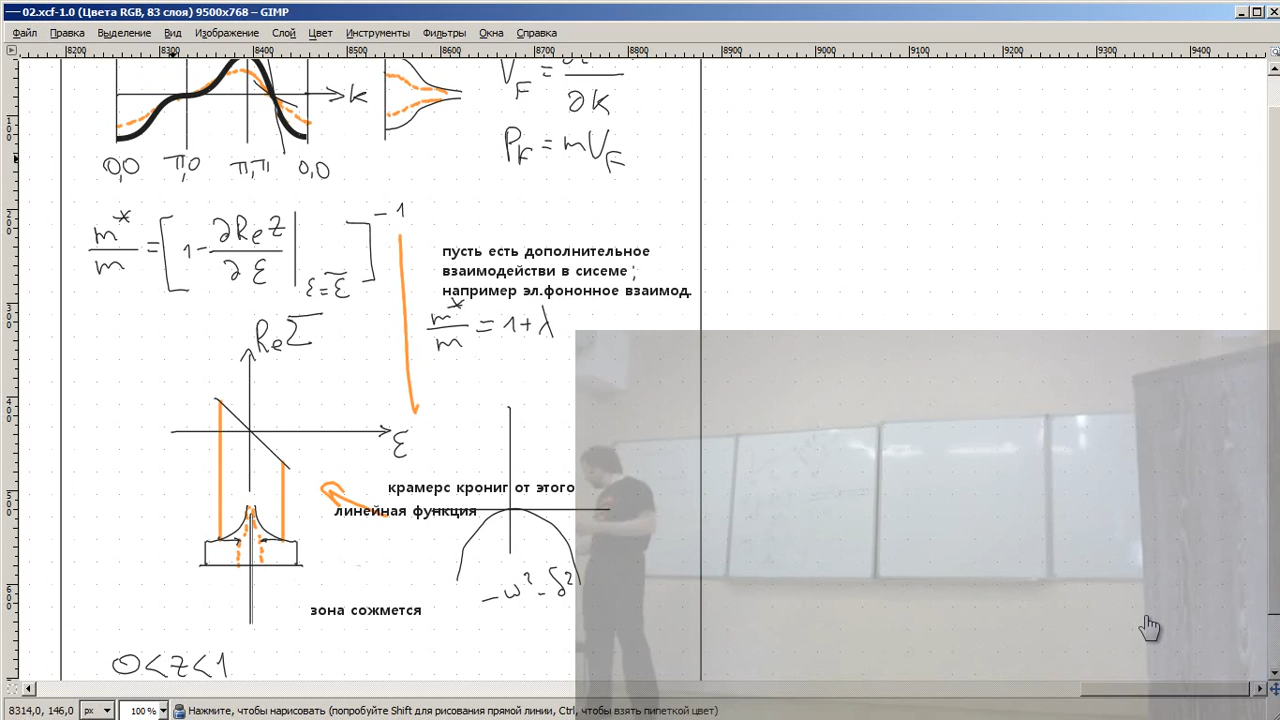 02.xcf-1.0 (Цвета RGB, 83 слоя) 9500x768 – GIMP
Файл Правка Выделение Вид Изображение Слой Цвет Инструменты Фильтры Окна Справка
8200 8300 8400 8500 8600 8700 8800 8900 9000 9100 9200 9300 9400
K
V_F = ∂K
P_F = mV_F
0,0 π,0 π,π 0,0
m*/m = [1 - ∂ReZ/∂ε |ε=ε̄]^-1
пусть есть дополнительное
взаимодействи в сисеме ;
например эл.фононное взаимод.
m*/m = 1+λ
ReΣ
ε
крамерс крониг от этого
линейная функция
-ω²-δ²
зона сожмется
0<z<1
8314,0, 146,0 px 100 % Нажмите, чтобы нарисовать (попробуйте Shift для рисования прямой линии, Ctrl, чтобы взять пипеткой цвет)